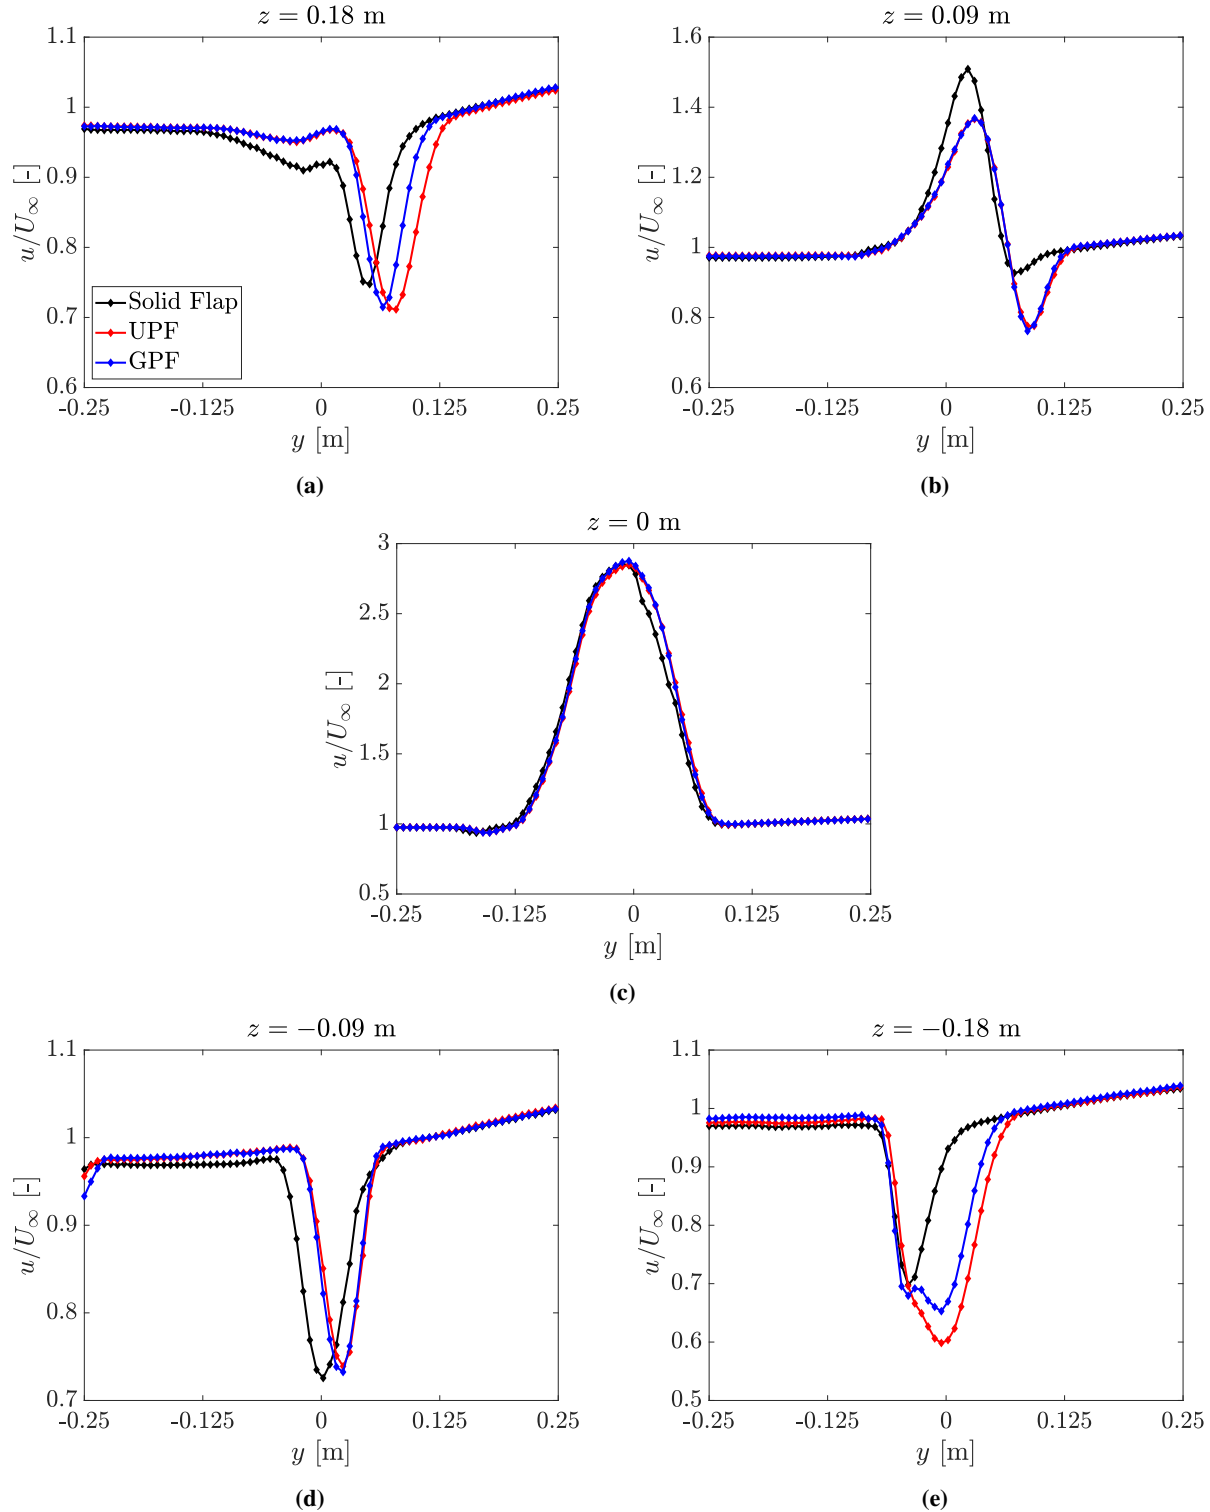 z = 0.18 m
1.1
1
0.9
0.8
0.7
0.6
u/U∞ [-]
Solid Flap
UPF
GPF
-0.25 -0.125 0 0.125 0.25
y [m]
(a)
z = 0.09 m
1.6
1.4
1.2
1
0.8
0.6
u/U∞ [-]
-0.25 -0.125 0 0.125 0.25
y [m]
(b)
z = 0 m
3
2.5
2
1.5
1
0.5
u/U∞ [-]
-0.25 -0.125 0 0.125 0.25
y [m]
(c)
z = −0.09 m
1.1
1
0.9
0.8
0.7
u/U∞ [-]
-0.25 -0.125 0 0.125 0.25
y [m]
(d)
z = −0.18 m
1.1
1
0.9
0.8
0.7
0.6
0.5
u/U∞ [-]
-0.25 -0.125 0 0.125 0.25
y [m]
(e)